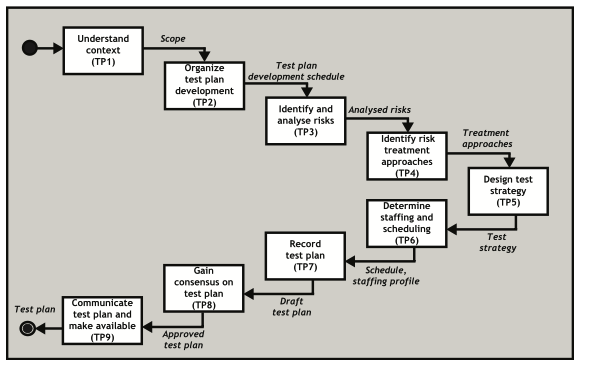 Understand
context
(TP1)
Scope
Organize
test plan
development
(TP2)
Test plan
development schedule
Identify and
analyse risks
(TP3)
Analysed risks
Identify risk
treatment
approaches
(TP4)
Treatment
approaches
Design test
strategy
(TP5)
Test
strategy
Determine
staffing and
scheduling
(TP6)
Schedule,
staffing profile
Record
test plan
(TP7)
Draft
test plan
Gain
consensus on
test plan
(TP8)
Approved
test plan
Communicate
test plan and
make available
(TP9)
Test plan